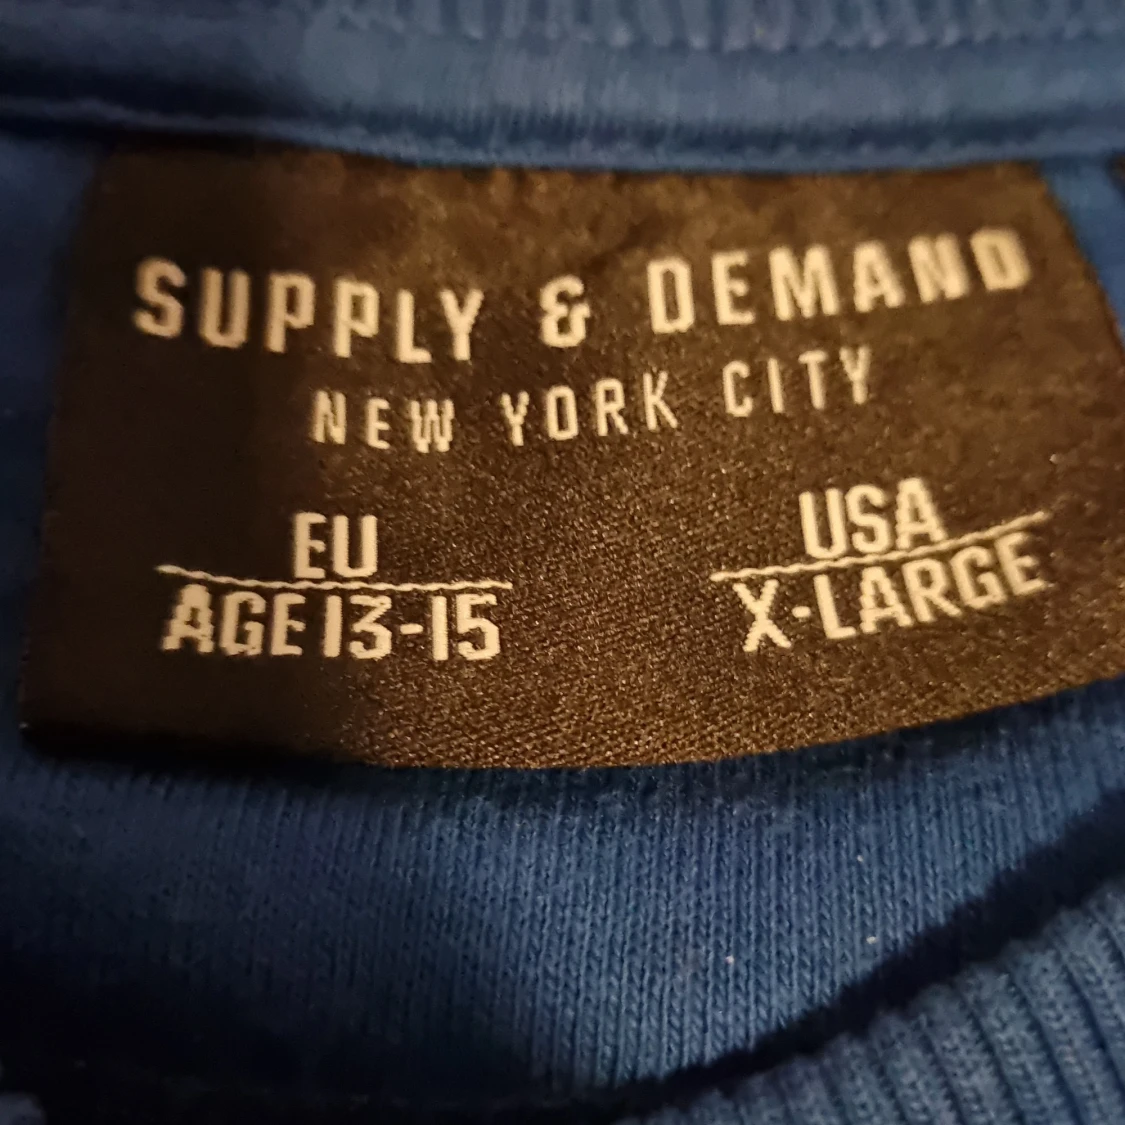 SUPPLY & DEMAND
NEW YORK CITY
EU
AGE 13-15
USA
X-LARGE